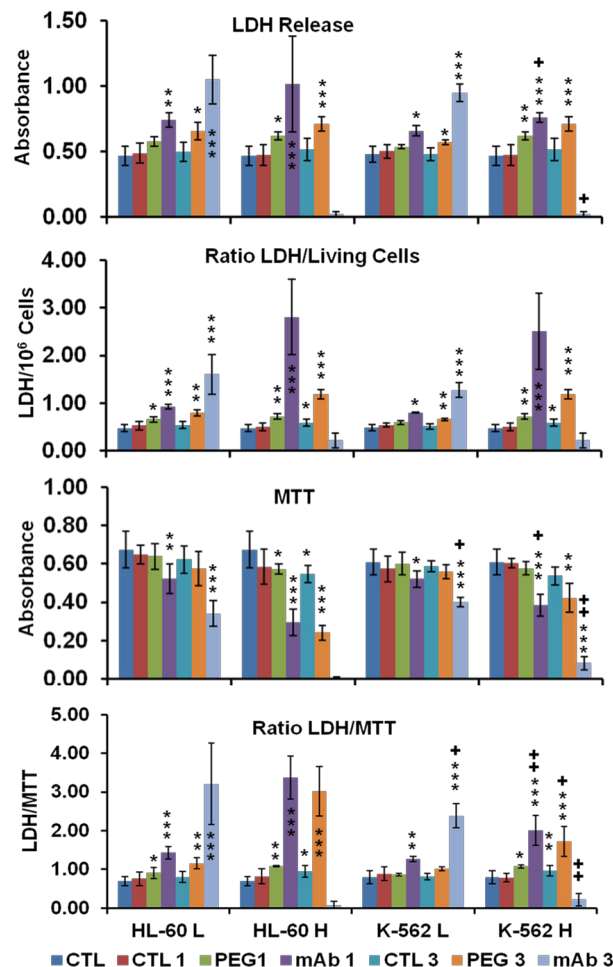 LDH Release
Absorbance
1.50
1.00
0.50
0.00
** * *** * *** *** * * *** ** + *** *** +
Ratio LDH/Living Cells
LDH/10⁶ Cells
4.00
3.00
2.00
1.00
0.00
* *** ** *** ** *** * *** * ** *** ** *** * ***
MTT
Absorbance
1.00
0.80
0.60
0.40
0.20
0.00
** *** * *** * *** * + *** + *** ** ++ ***
Ratio LDH/MTT
LDH/MTT
5.00
4.00
3.00
2.00
1.00
0.00
* *** ** *** ** *** * *** ** + *** * ++ *** ** + *** ++
HL-60 L HL-60 H K-562 L K-562 H
CTL CTL 1 PEG1 mAb 1 CTL 3 PEG 3 mAb 3